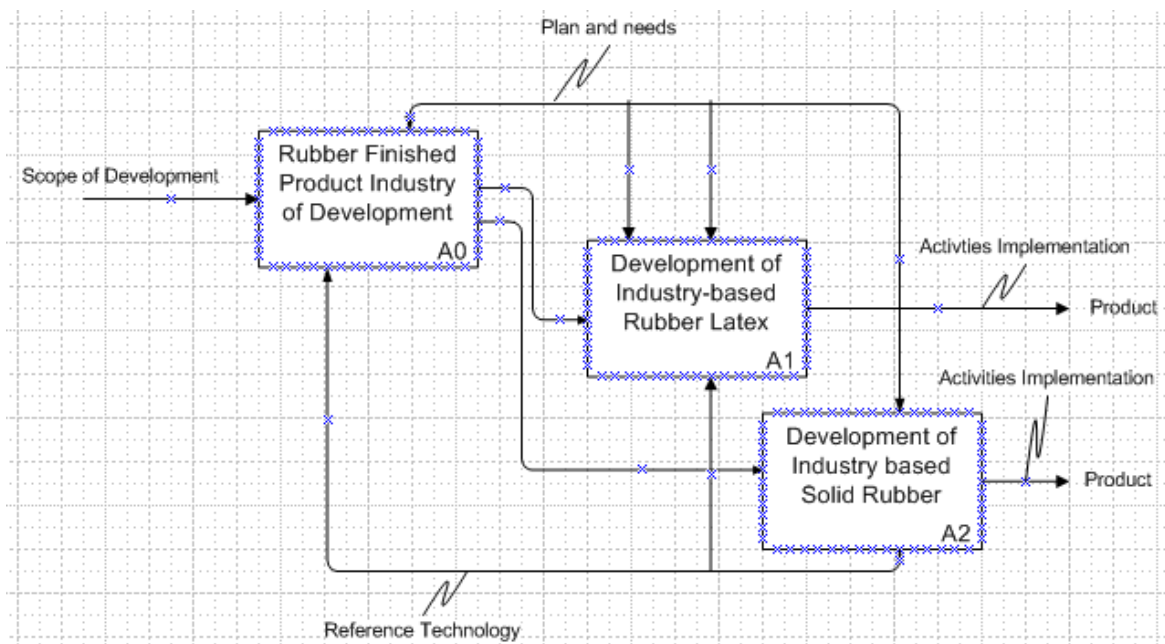 Plan and needs
Scope of Development
Rubber Finished
Product Industry
of Development
A0
Development of
Industry-based
Rubber Latex
A1
Activties Implementation
Product
Activities Implementation
Development of
Industry based
Solid Rubber
A2
Product
Reference Technology